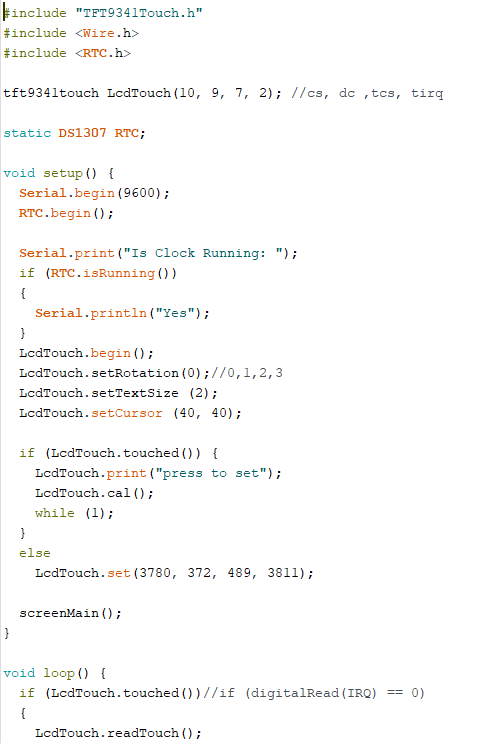 #include "TFT9341Touch.h"
#include <Wire.h>
#include <RTC.h>
tft9341touch LcdTouch(10, 9, 7, 2); //cs, dc ,tcs, tirq
static DS1307 RTC;
void setup() {
Serial.begin(9600);
RTC.begin();
Serial.print("Is Clock Running: ");
if (RTC.isRunning())
{
Serial.println("Yes");
}
LcdTouch.begin();
LcdTouch.setRotation(0);//0,1,2,3
LcdTouch.setTextSize (2);
LcdTouch.setCursor (40, 40);
if (LcdTouch.touched()) {
LcdTouch.print("press to set");
LcdTouch.cal();
while (1);
}
else
LcdTouch.set(3780, 372, 489, 3811);
screenMain();
}
void loop() {
if (LcdTouch.touched())//if (digitalRead(IRQ) == 0)
{
LcdTouch.readTouch();